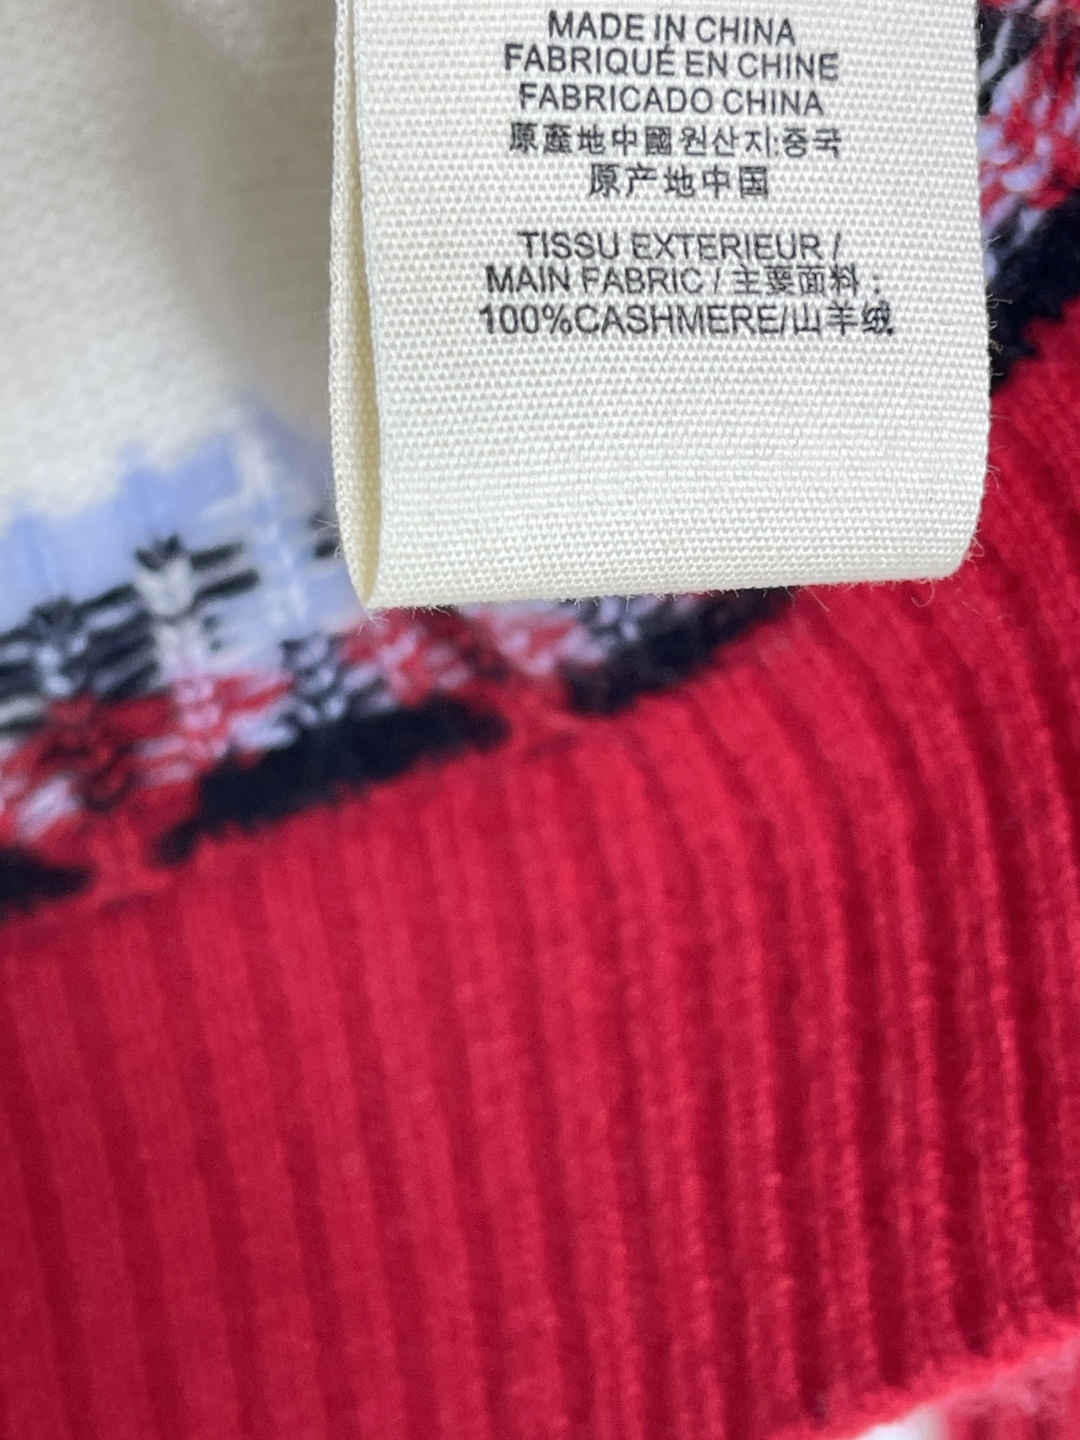 MADE IN CHINA
FABRIQUÉ EN CHINE
FABRICADO CHINA
原產地中國원산지:중국
原产地中国
TISSU EXTERIEUR /
MAIN FABRIC / 主要面料 :
100%CASHMERE/山羊绒